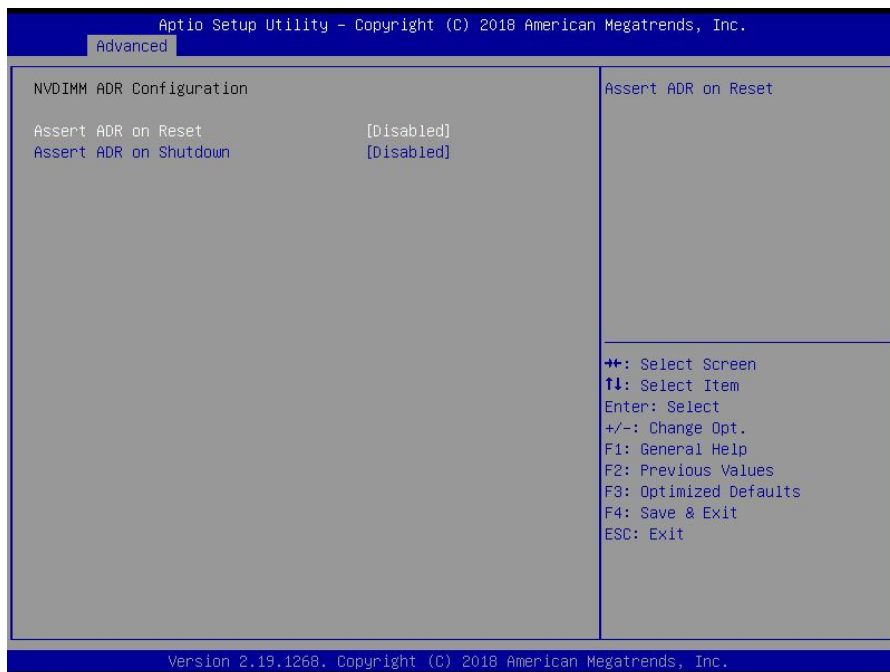 Aptio Setup Utility – Copyright (C) 2018 American Megatrends, Inc.
Advanced
NVDIMM ADR Configuration
Assert ADR on Reset [Disabled]
Assert ADR on Shutdown [Disabled]
Assert ADR on Reset
→←: Select Screen
↑↓: Select Item
Enter: Select
+/-: Change Opt.
F1: General Help
F2: Previous Values
F3: Optimized Defaults
F4: Save & Exit
ESC: Exit
Version 2.19.1268. Copyright (C) 2018 American Megatrends, Inc.